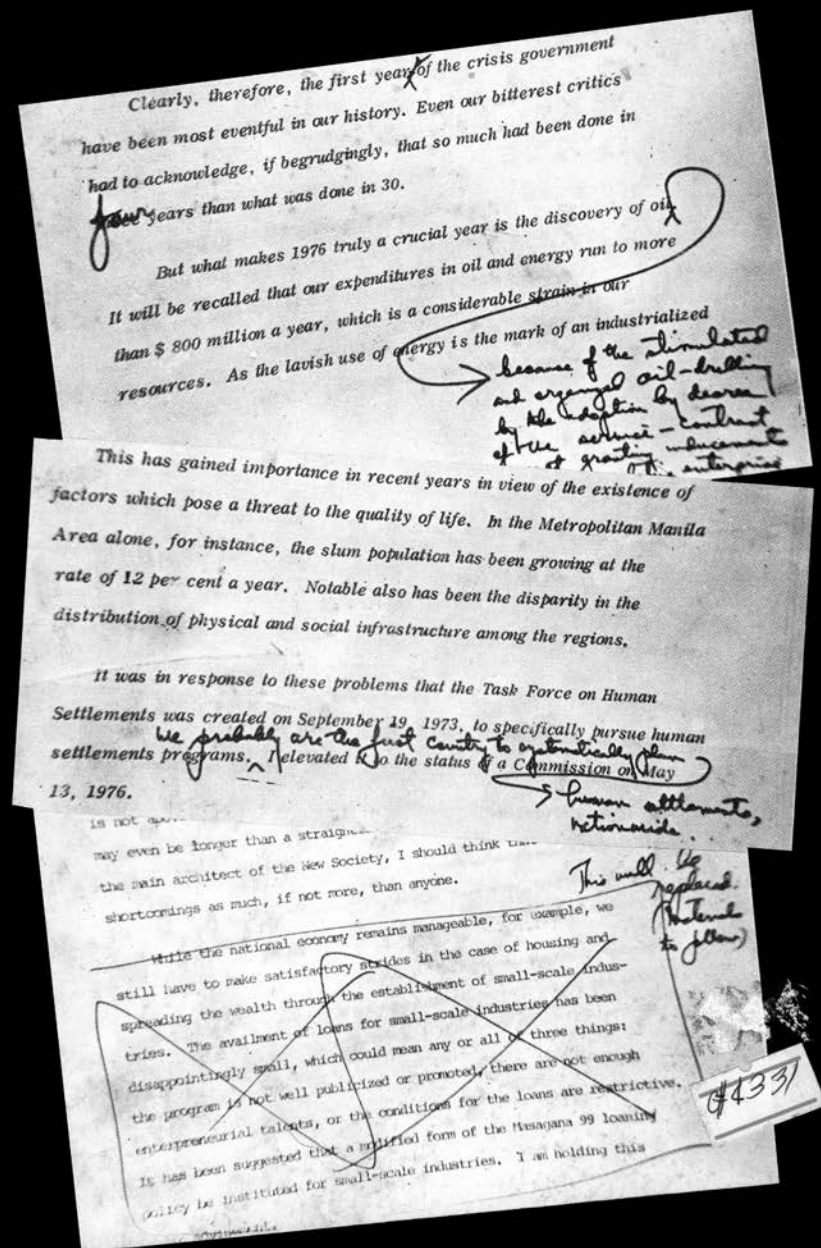 Clearly, therefore, the first year of the crisis government
have been most eventful in our history. Even our bitterest critics
had to acknowledge, if begrudgingly, that so much had been done in
four years than what was done in 30.
But what makes 1976 truly a crucial year is the discovery of oil
It will be recalled that our expenditures in oil and energy run to more
than $ 800 million a year, which is a considerable strain in our
resources. As the lavish use of energy is the mark of an industrialized
because of the stimulated
and organized oil-drilling
by the adoption by decree
of the service-contract
of granting inducements
enterprise
This has gained importance in recent years in view of the existence of
factors which pose a threat to the quality of life. In the Metropolitan Manila
Area alone, for instance, the slum population has been growing at the
rate of 12 per cent a year. Notable also has been the disparity in the
distribution of physical and social infrastructure among the regions.
It was in response to these problems that the Task Force on Human
Settlements was created on September 19, 1973, to specifically pursue human
we probably are the first country to systematically plan
settlements programs. I elevated it to the status of a Commission on May
human settlements,
nationwide.
13, 1976.
is not
may even be longer than a
the main architect of the New Society, I should think
shortcomings as much, if not more, than anyone.
This will be
replaced.
(material
to follow)
While the national economy remains manageable, for example, we
still have to make satisfactory strides in the case of housing and
spreading the wealth through the establishment of small-scale indus-
tries. The availment of loans for small-scale industries has been
disappointingly small, which could mean any or all of three things:
the program is not well publicized or promoted, there are not enough
enterpreneurial talents, or the conditions for the loans are restrictive.
It has been suggested that a modified form of the Masagana 99 loaning
policy be instituted for small-scale industries. I am holding this